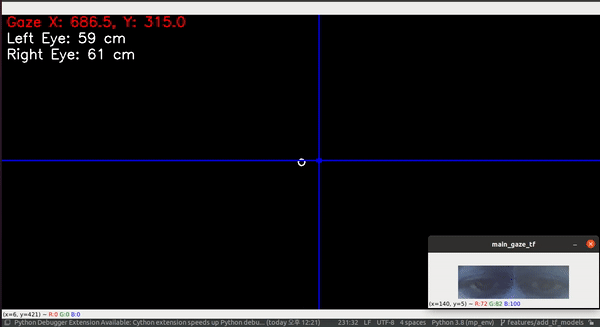 Gaze X: 686.5, Y: 315.0
Left Eye: 59 cm
Right Eye: 61 cm
main_gaze_tf
(x=140, y=5) ~ R:72 G:82 B:100
(x=6, y=421) ~ R:0 G:0 B:0
Python Debugger Extension Available: Cython extension speeds up Python debu... (today 오후 12:21) 231:32 LF UTF-8 4 spaces Python 3.8 (mp_env) features/add_tf_models